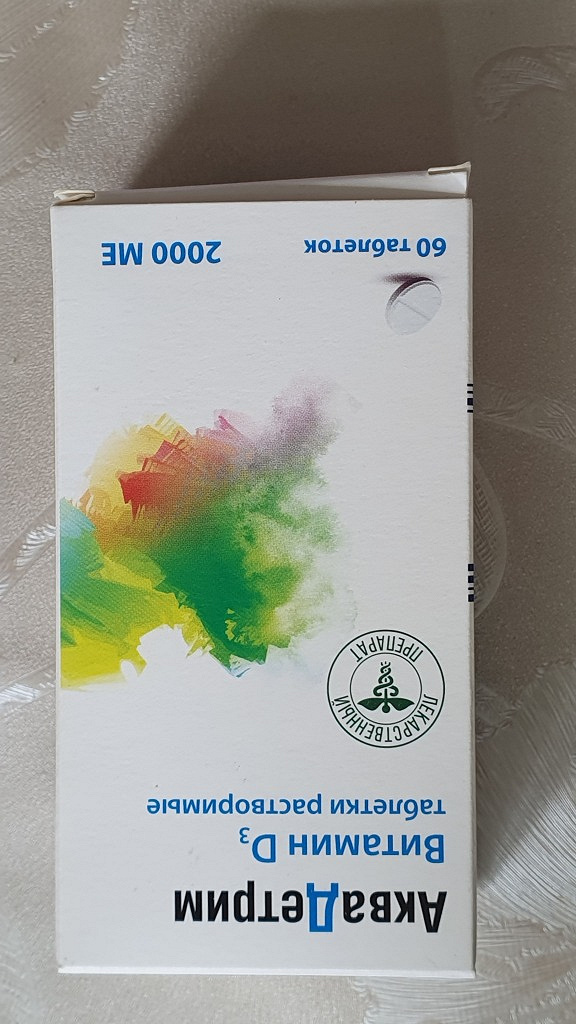 АкваДетрим
Витамин D₃
таблетки растворимые
ЛЕКАРСТВЕННЫЙ
ПРЕПАРАТ
60 таблеток 2000 МЕ